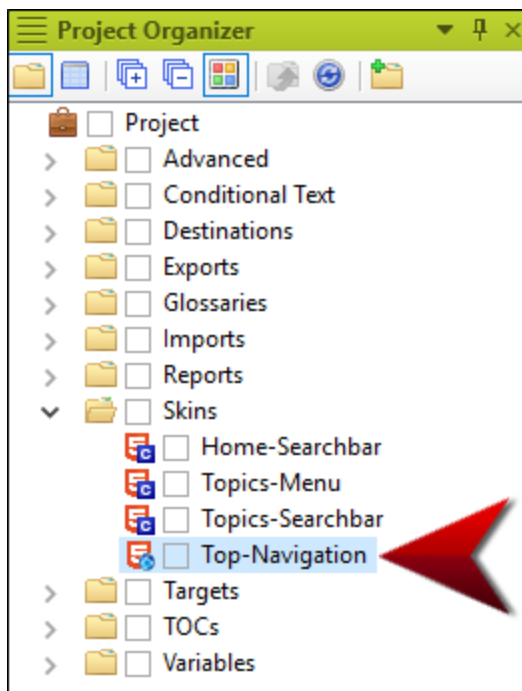 Project Organizer
Project
Advanced
Conditional Text
Destinations
Exports
Glossaries
Imports
Reports
Skins
Home-Searchbar
Topics-Menu
Topics-Searchbar
Top-Navigation
Targets
TOCs
Variables